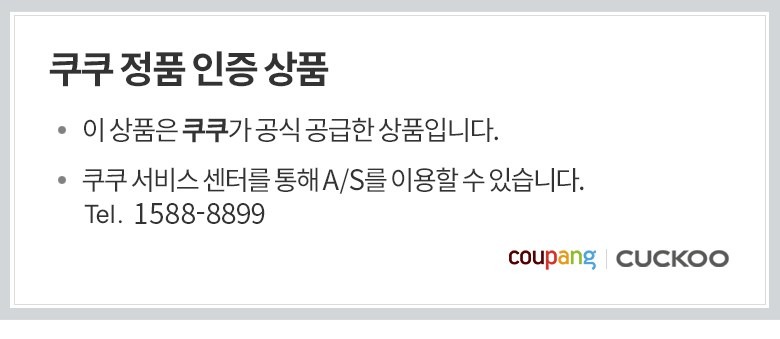 쿠쿠 정품 인증 상품
• 이 상품은 쿠쿠가 공식 공급한 상품입니다.
• 쿠쿠 서비스 센터를 통해 A/S를 이용할 수 있습니다.
Tel. 1588-8899
coupang | CUCKOO